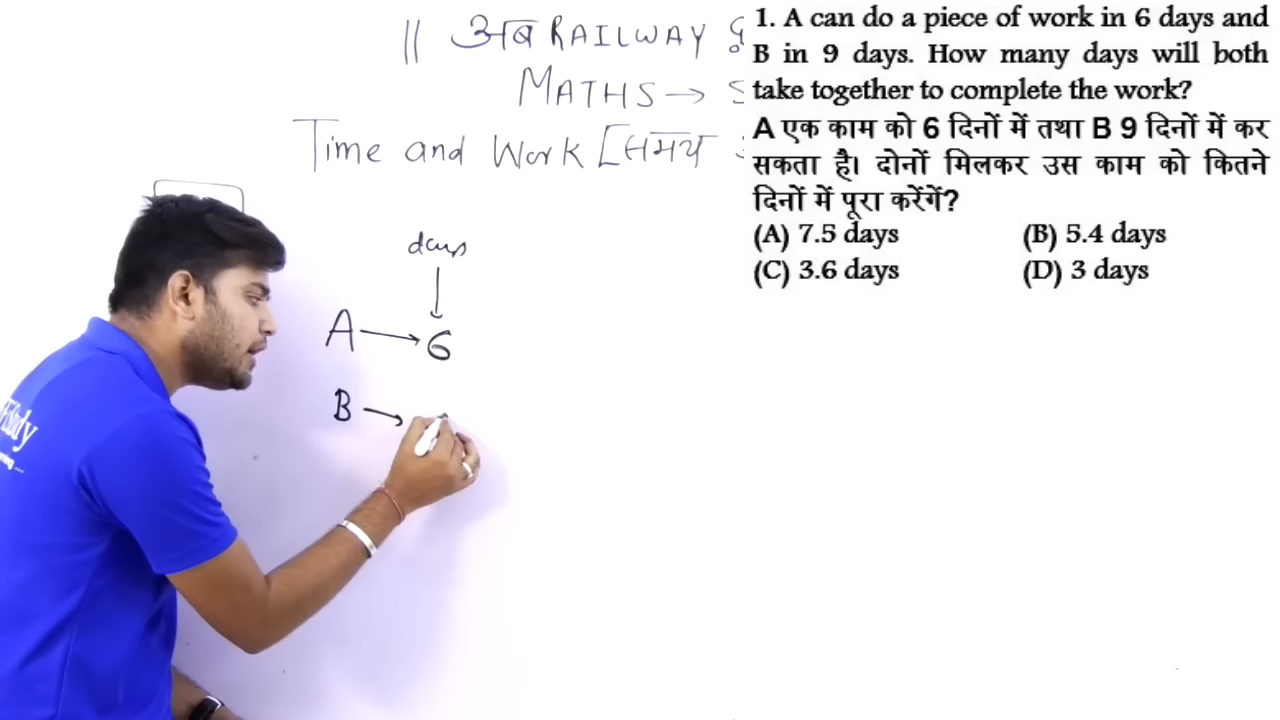 || अब RAILWAY
MATHS →
Time and Work [समय
days
A → 6
B →
1. A can do a piece of work in 6 days and
B in 9 days. How many days will both
take together to complete the work?
A एक काम को 6 दिनों में तथा B 9 दिनों में कर
सकता है। दोनों मिलकर उस काम को कितने
दिनों में पूरा करेंगें?
(A) 7.5 days (B) 5.4 days
(C) 3.6 days (D) 3 days